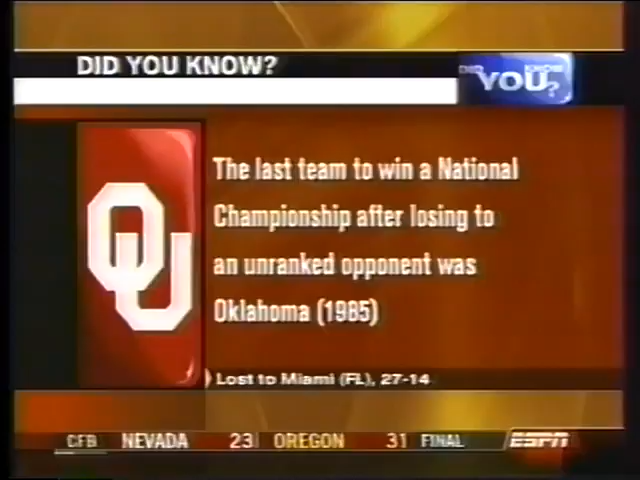 DID YOU KNOW?
DID YOU KNOW?
The last team to win a National
Championship after losing to
an unranked opponent was
Oklahoma (1985)
OU
Lost to Miami (FL), 27-14
CFB NEVADA 23 OREGON 31 FINAL ESPN